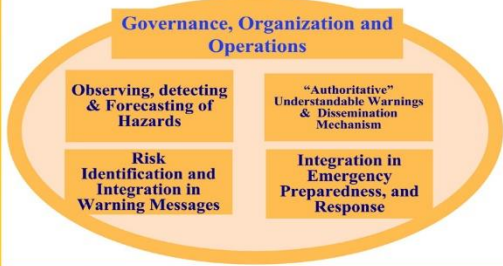 Governance, Organization and
Operations
Observing, detecting
& Forecasting of
Hazards
“Authoritative”
Understandable Warnings
& Dissemination
Mechanism
Risk
Identification and
Integration in
Warning Messages
Integration in
Emergency
Preparedness, and
Response